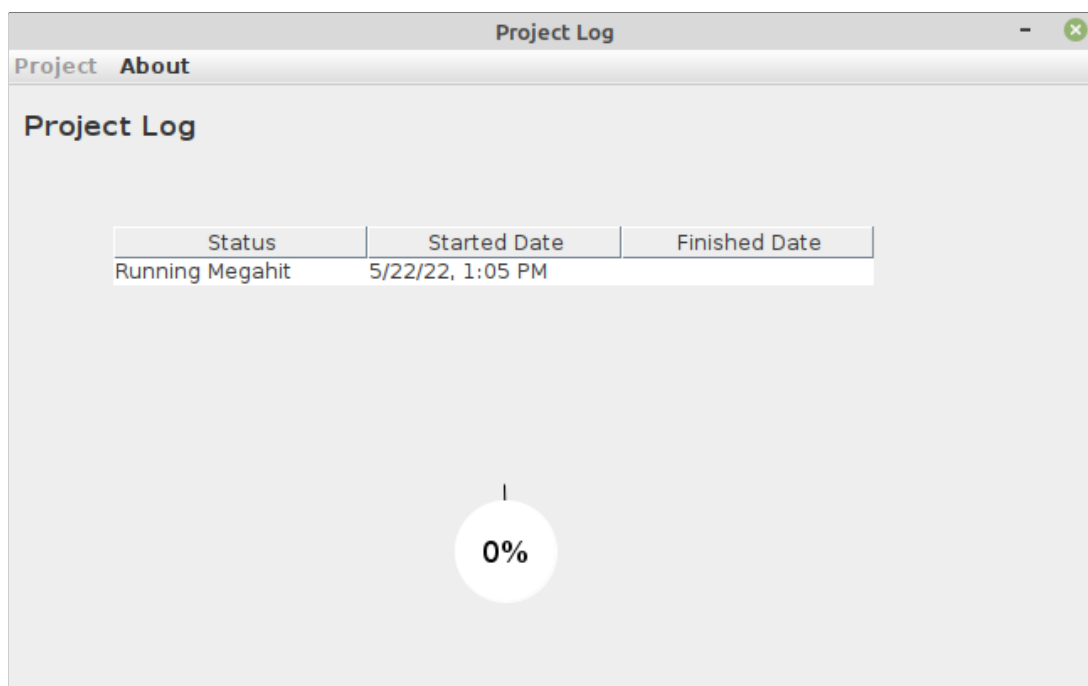 Project Log
Project About
Project Log
Status Started Date Finished Date
Running Megahit 5/22/22, 1:05 PM
0%